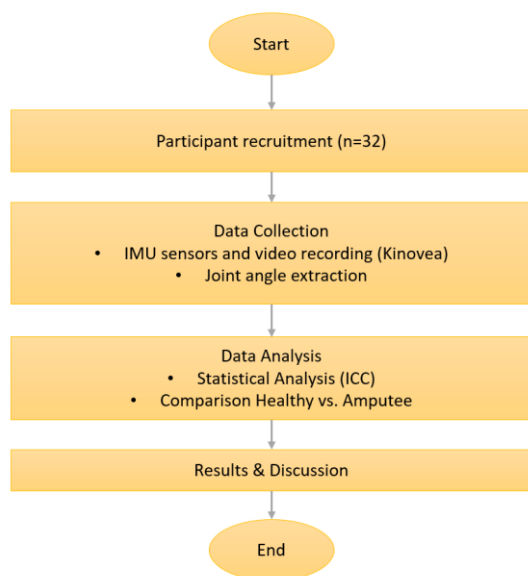 Start
Participant recruitment (n=32)
Data Collection
• IMU sensors and video recording (Kinovea)
• Joint angle extraction
Data Analysis
• Statistical Analysis (ICC)
• Comparison Healthy vs. Amputee
Results & Discussion
End